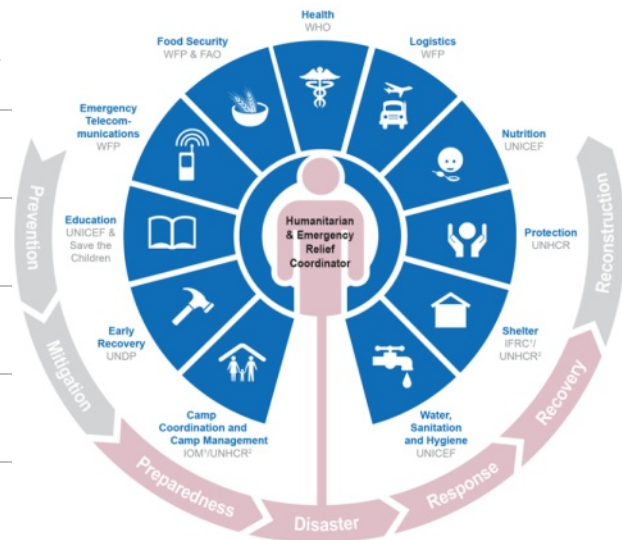 Health
WHO
Food Security
WFP & FAO
Logistics
WFP
Emergency
Telecom-
munications
WFP
Nutrition
UNICEF
Education
UNICEF &
Save the
Children
Humanitarian
& Emergency
Relief
Coordinator
Protection
UNHCR
Early
Recovery
UNDP
Shelter
IFRC¹/
UNHCR²
Camp
Coordination and
Camp Management
IOM¹/UNHCR²
Water,
Sanitation
and Hygiene
UNICEF
Prevention
Mitigation
Preparedness
Disaster
Response
Recovery
Reconstruction